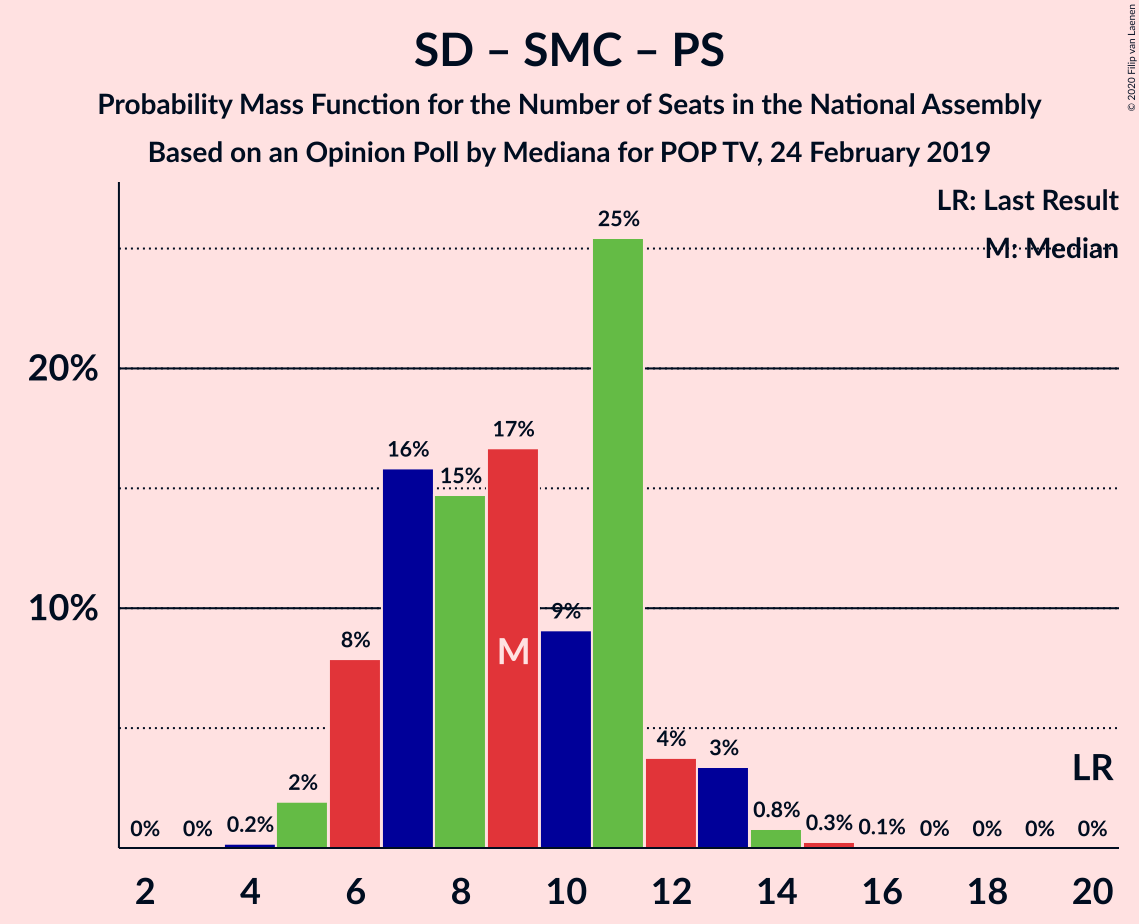 SD – SMC – PS
Probability Mass Function for the Number of Seats in the National Assembly
Based on an Opinion Poll by Mediana for POP TV, 24 February 2019
© 2020 Filip van Laenen
LR: Last Result
M: Median
20%
10%
0% 0% 0.2% 2% 8% 16% 15% 17% 9% 25% 4% 3% 0.8% 0.3% 0.1% 0% 0% 0% 0%
M
LR
2 4 6 8 10 12 14 16 18 20